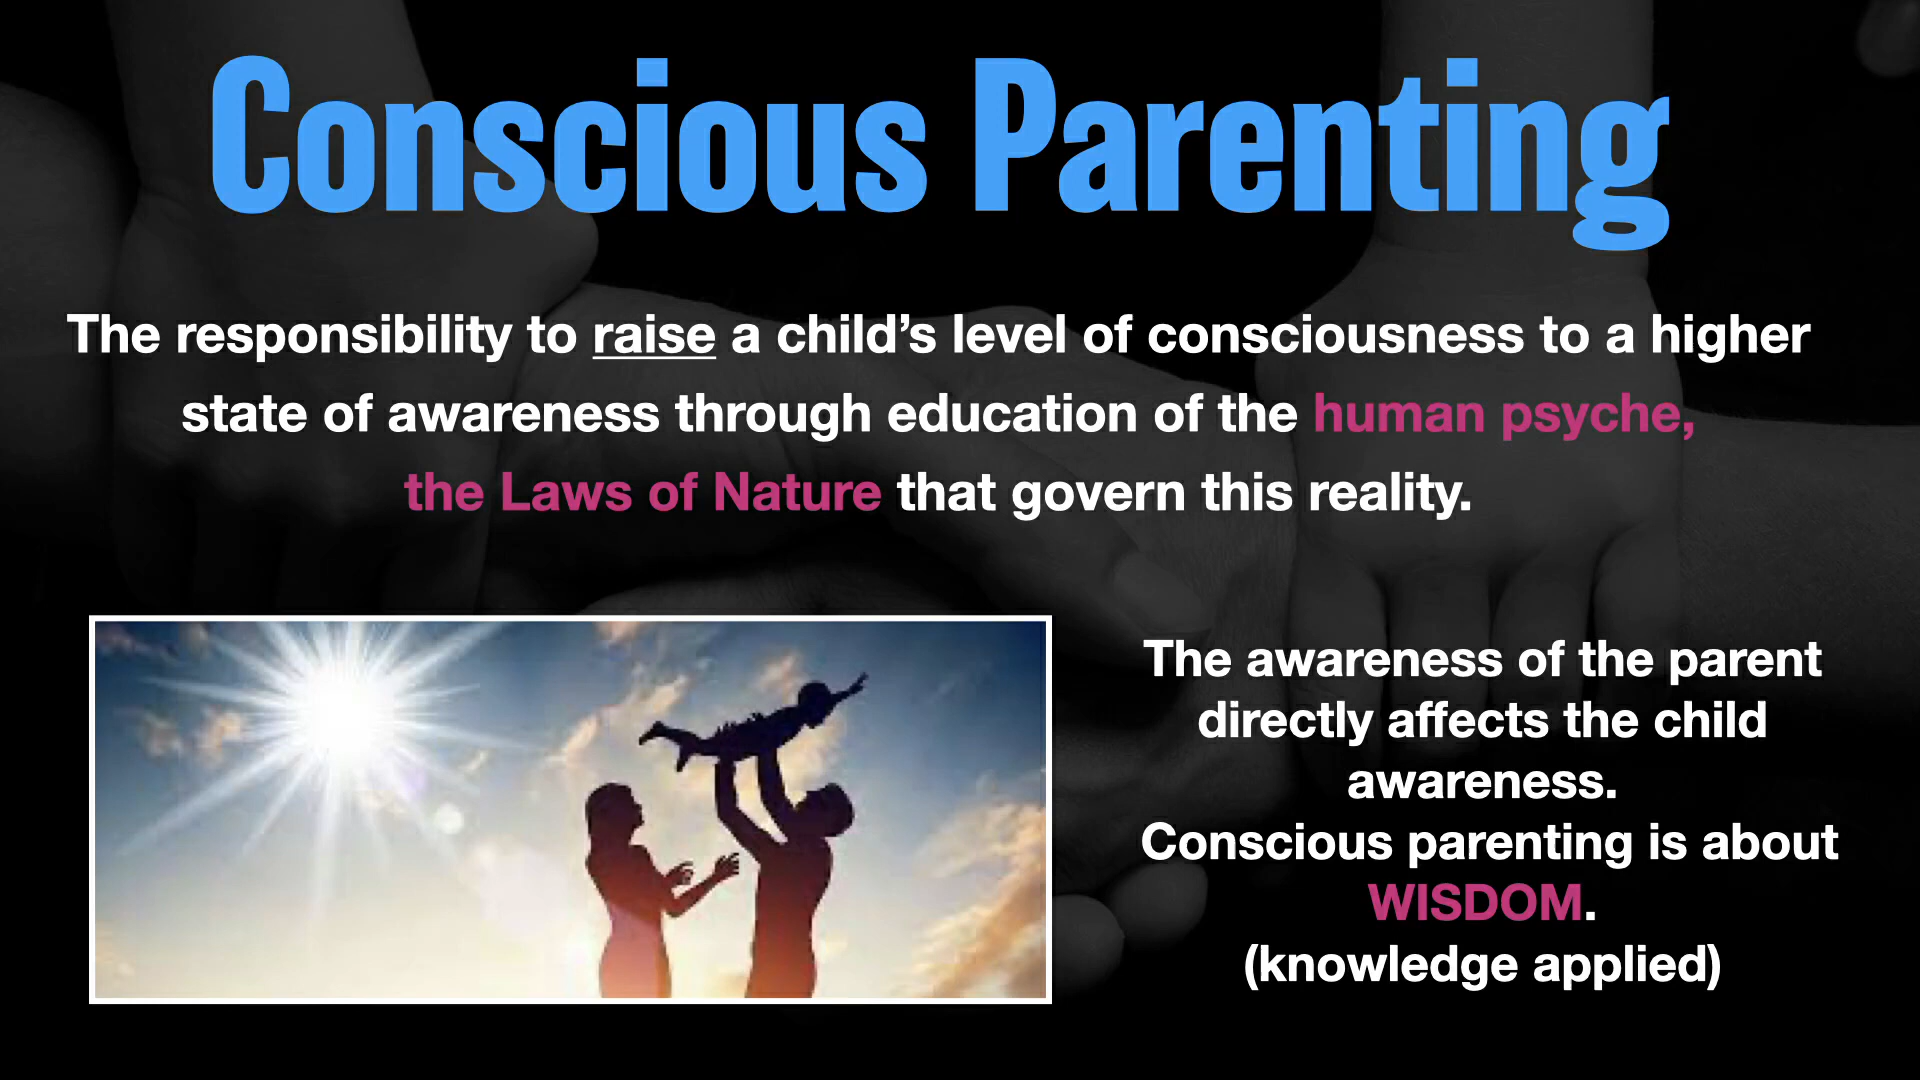 Conscious Parenting
The responsibility to raise a child’s level of consciousness to a higher
state of awareness through education of the human psyche,
the Laws of Nature that govern this reality.
The awareness of the parent
directly affects the child
awareness.
Conscious parenting is about
WISDOM.
(knowledge applied)